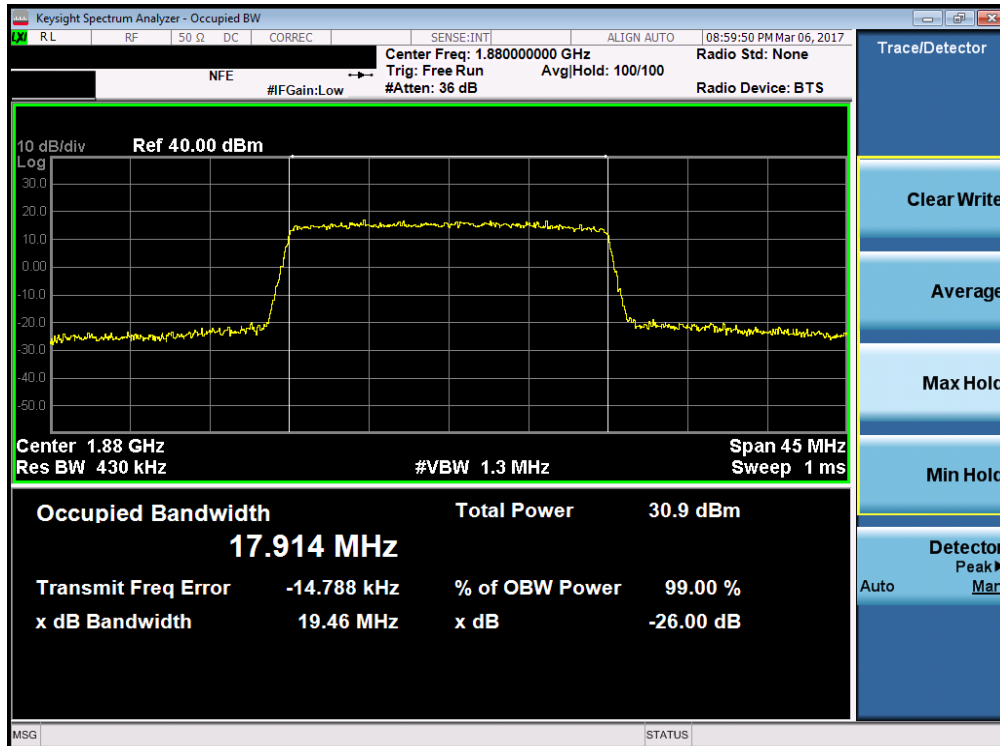 Keysight Spectrum Analyzer - Occupied BW
LXI RL RF 50 Ω DC CORREC SENSE:INT ALIGN AUTO 08:59:50 PM Mar 06, 2017
NFE
#IFGain:Low
Center Freq: 1.880000000 GHz
Trig: Free Run Avg|Hold: 100/100
#Atten: 36 dB
Radio Std: None
Radio Device: BTS
10 dB/div Ref 40.00 dBm
Log
30.0
20.0
10.0
0.00
-10.0
-20.0
-30.0
-40.0
-50.0
Center 1.88 GHz Span 45 MHz
Res BW 430 kHz #VBW 1.3 MHz Sweep 1 ms
Occupied Bandwidth Total Power 30.9 dBm
17.914 MHz
Transmit Freq Error -14.788 kHz % of OBW Power 99.00 %
x dB Bandwidth 19.46 MHz x dB -26.00 dB
MSG STATUS
Trace/Detector
Clear Write
Average
Max Hold
Min Hold
Detector
Peak
Auto Man